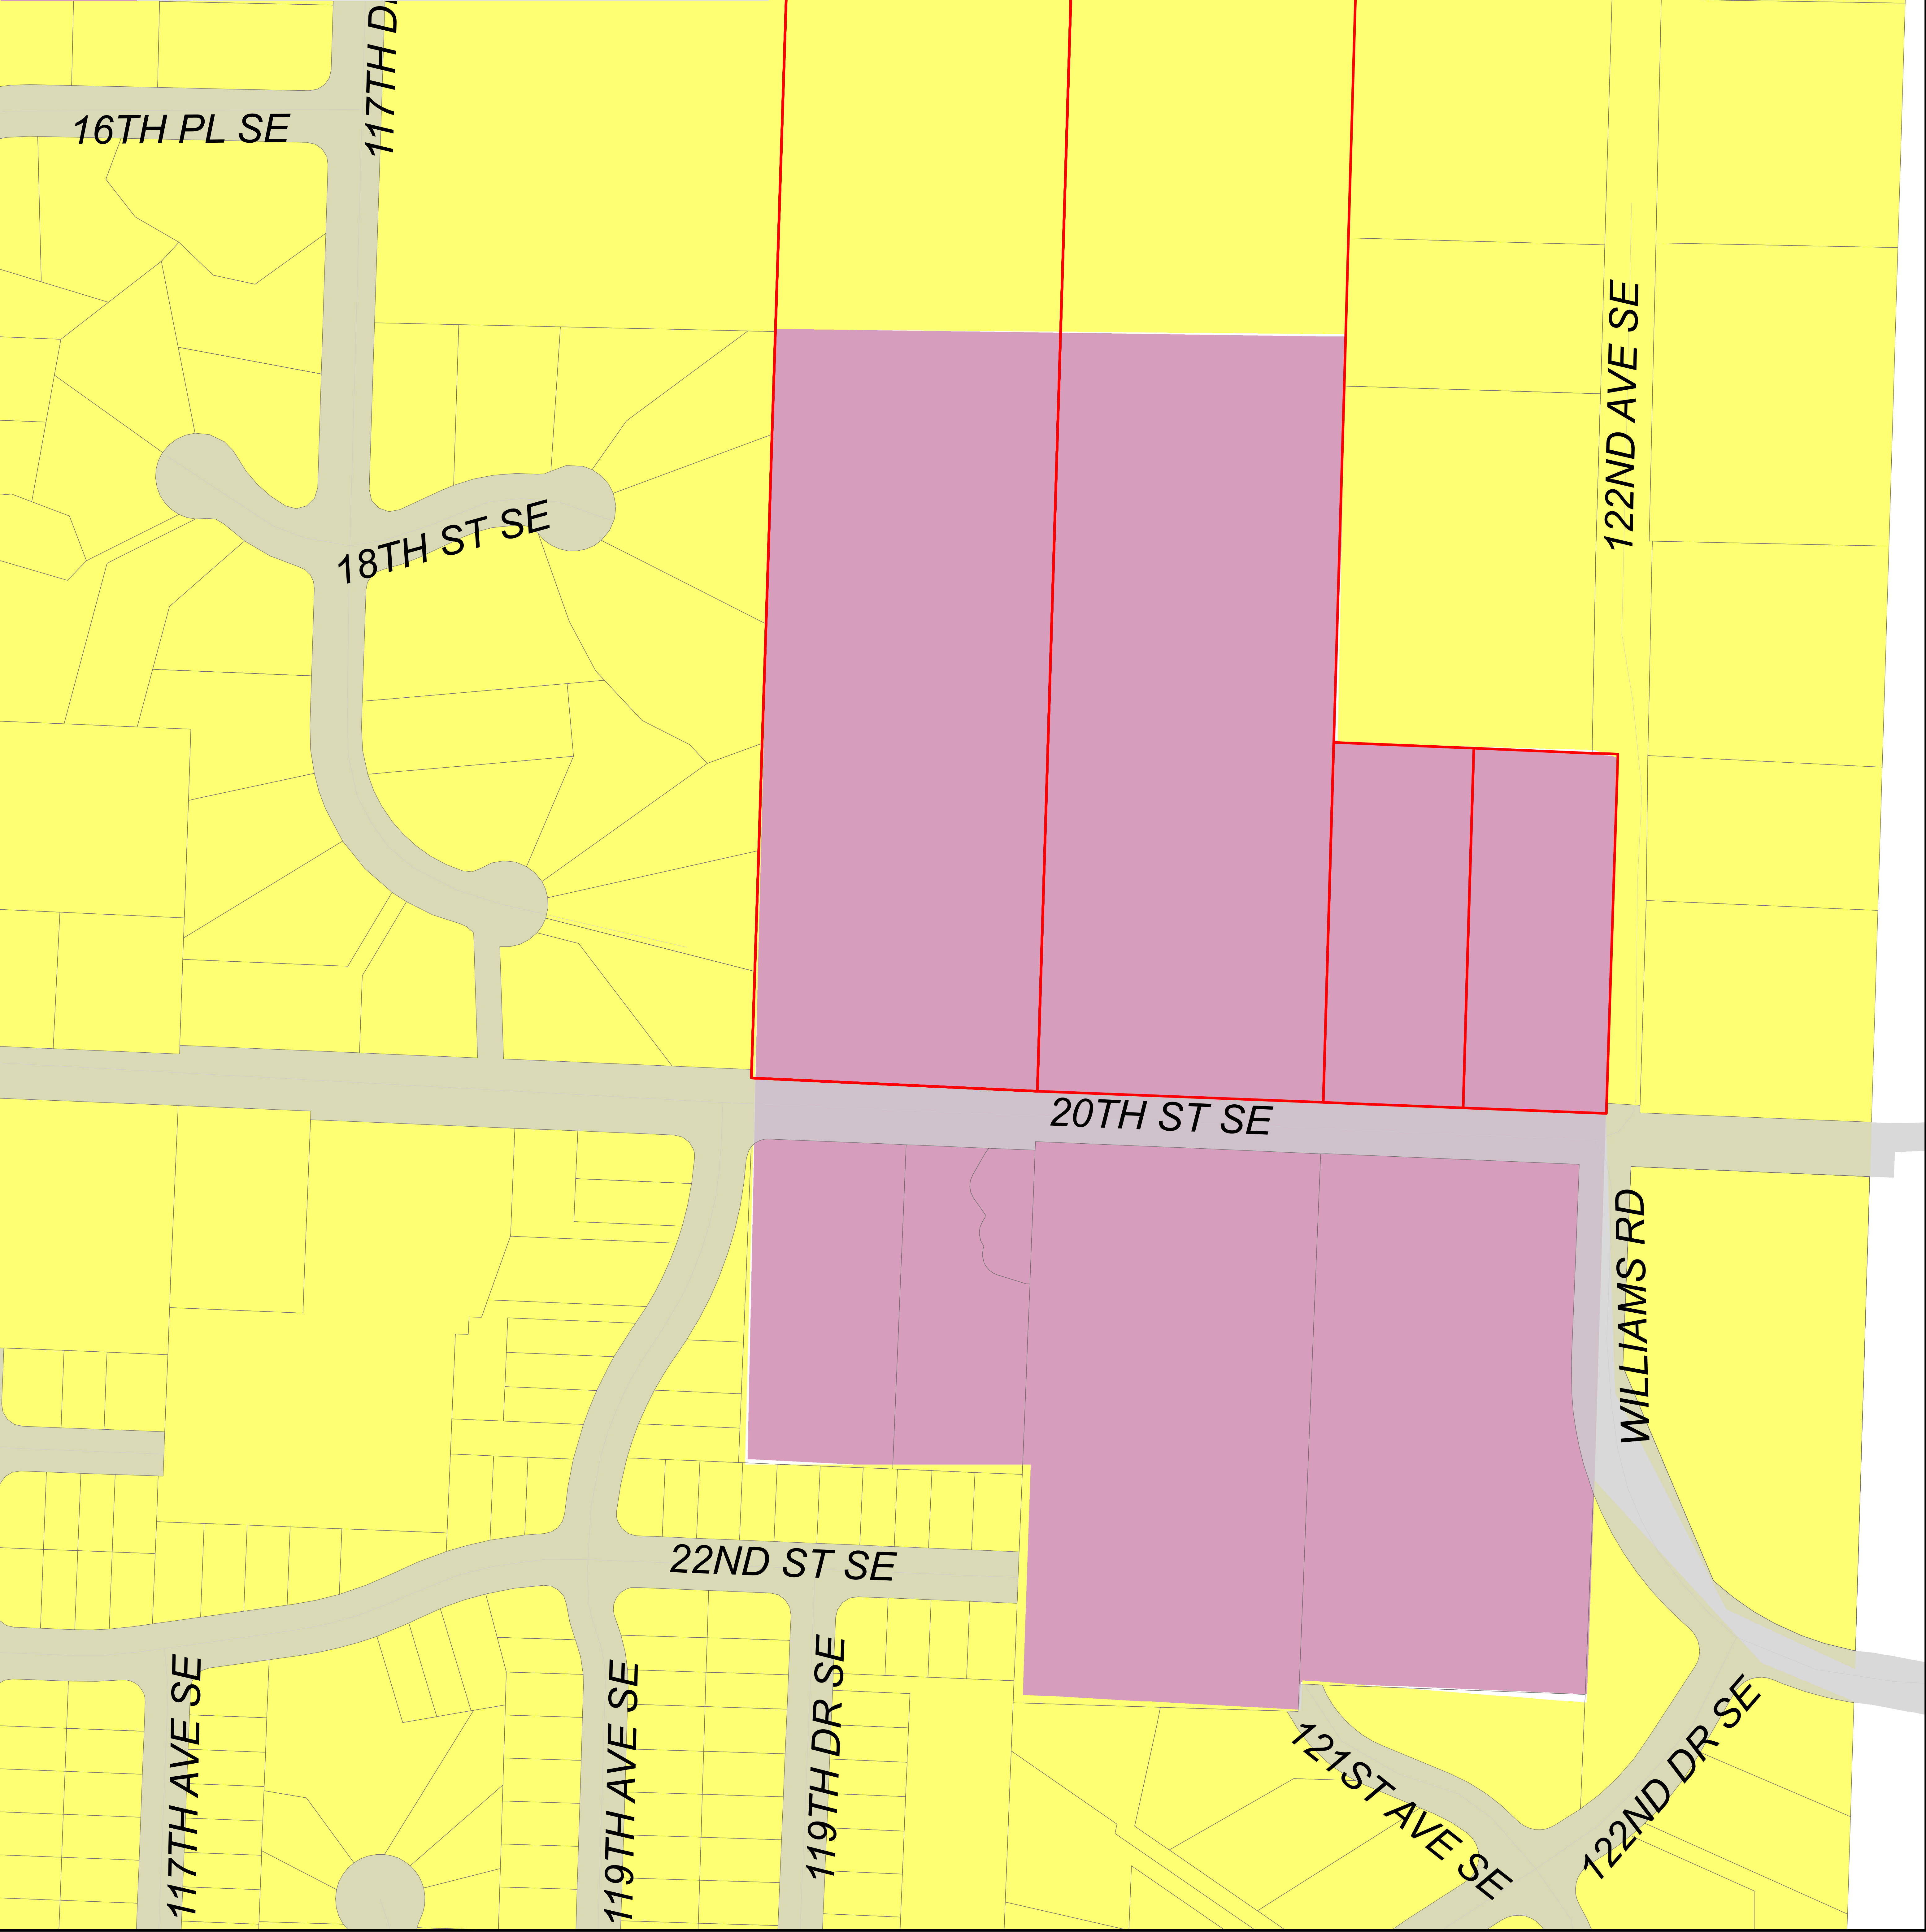 117TH
16TH PL SE
122ND AVE SE
18TH ST SE
20TH ST SE
WILLIAMS RD
22ND ST SE
117TH AVE SE
119TH AVE SE
119TH DR SE
121ST AVE SE
122ND DR SE